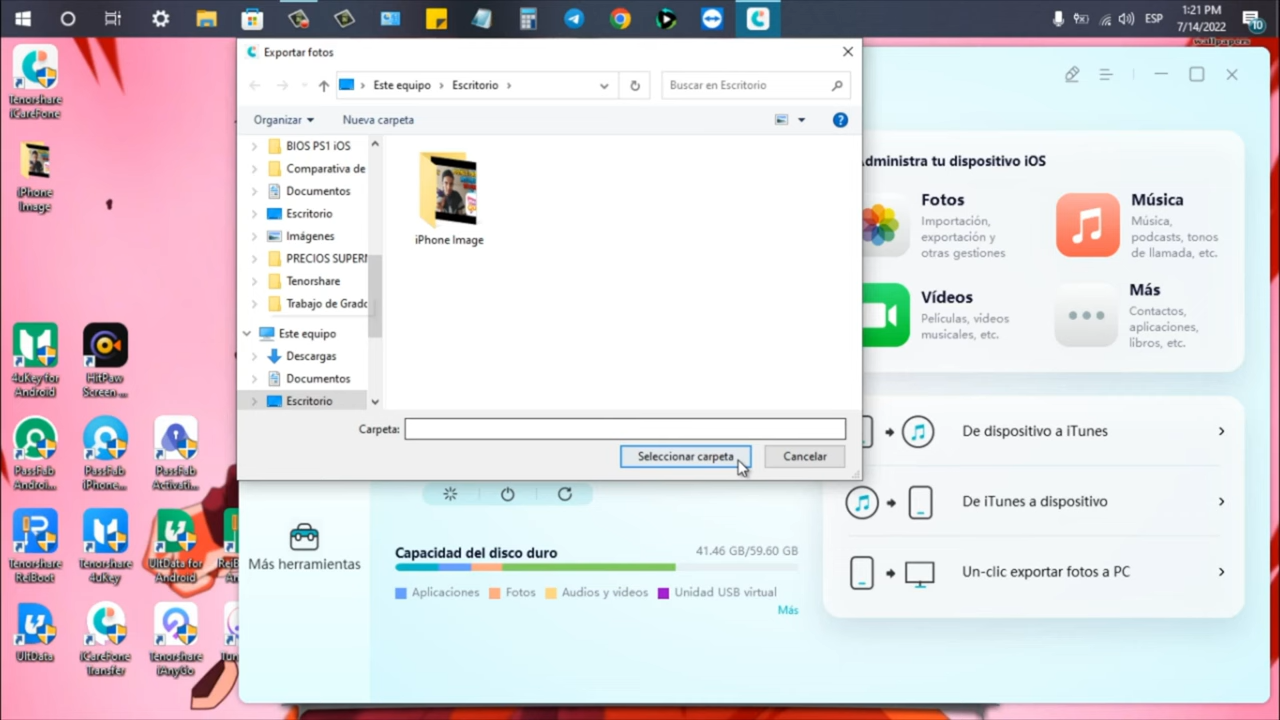 ESP
1:21 PM
7/14/2022
10
wallpapers
Tenorshare
iCareFone
iPhone
Image
4uKey for
Android
HitPaw
Screen ...
PassFab
Androi...
PassFab
iPhone...
PassFab
Activati...
Tenorshare
ReiBoot
Tenorshare
4uKey
UltData for
Android
UltData
iCareFone
Transfer
Tenorshare
iAnyGo
Exportar fotos
Este equipo
Escritorio
Buscar en Escritorio
Organizar
Nueva carpeta
BIOS PS1 iOS
Comparativa de
Documentos
Escritorio
Imágenes
PRECIOS SUPERM
Tenorshare
Trabajo de Grado
Este equipo
Descargas
Documentos
Escritorio
iPhone Image
Carpeta:
Seleccionar carpeta
Cancelar
Administra tu dispositivo iOS
Fotos
Importación,
exportación y
otras gestiones
Música
Música,
podcasts, tonos
de llamada, etc.
Vídeos
Películas, vídeos
musicales, etc.
Más
Contactos,
aplicaciones,
libros, etc.
De dispositivo a iTunes
De iTunes a dispositivo
Un-clic exportar fotos a PC
Más herramientas
Capacidad del disco duro
41.46 GB/59.60 GB
Aplicaciones
Fotos
Audios y vídeos
Unidad USB virtual
Más